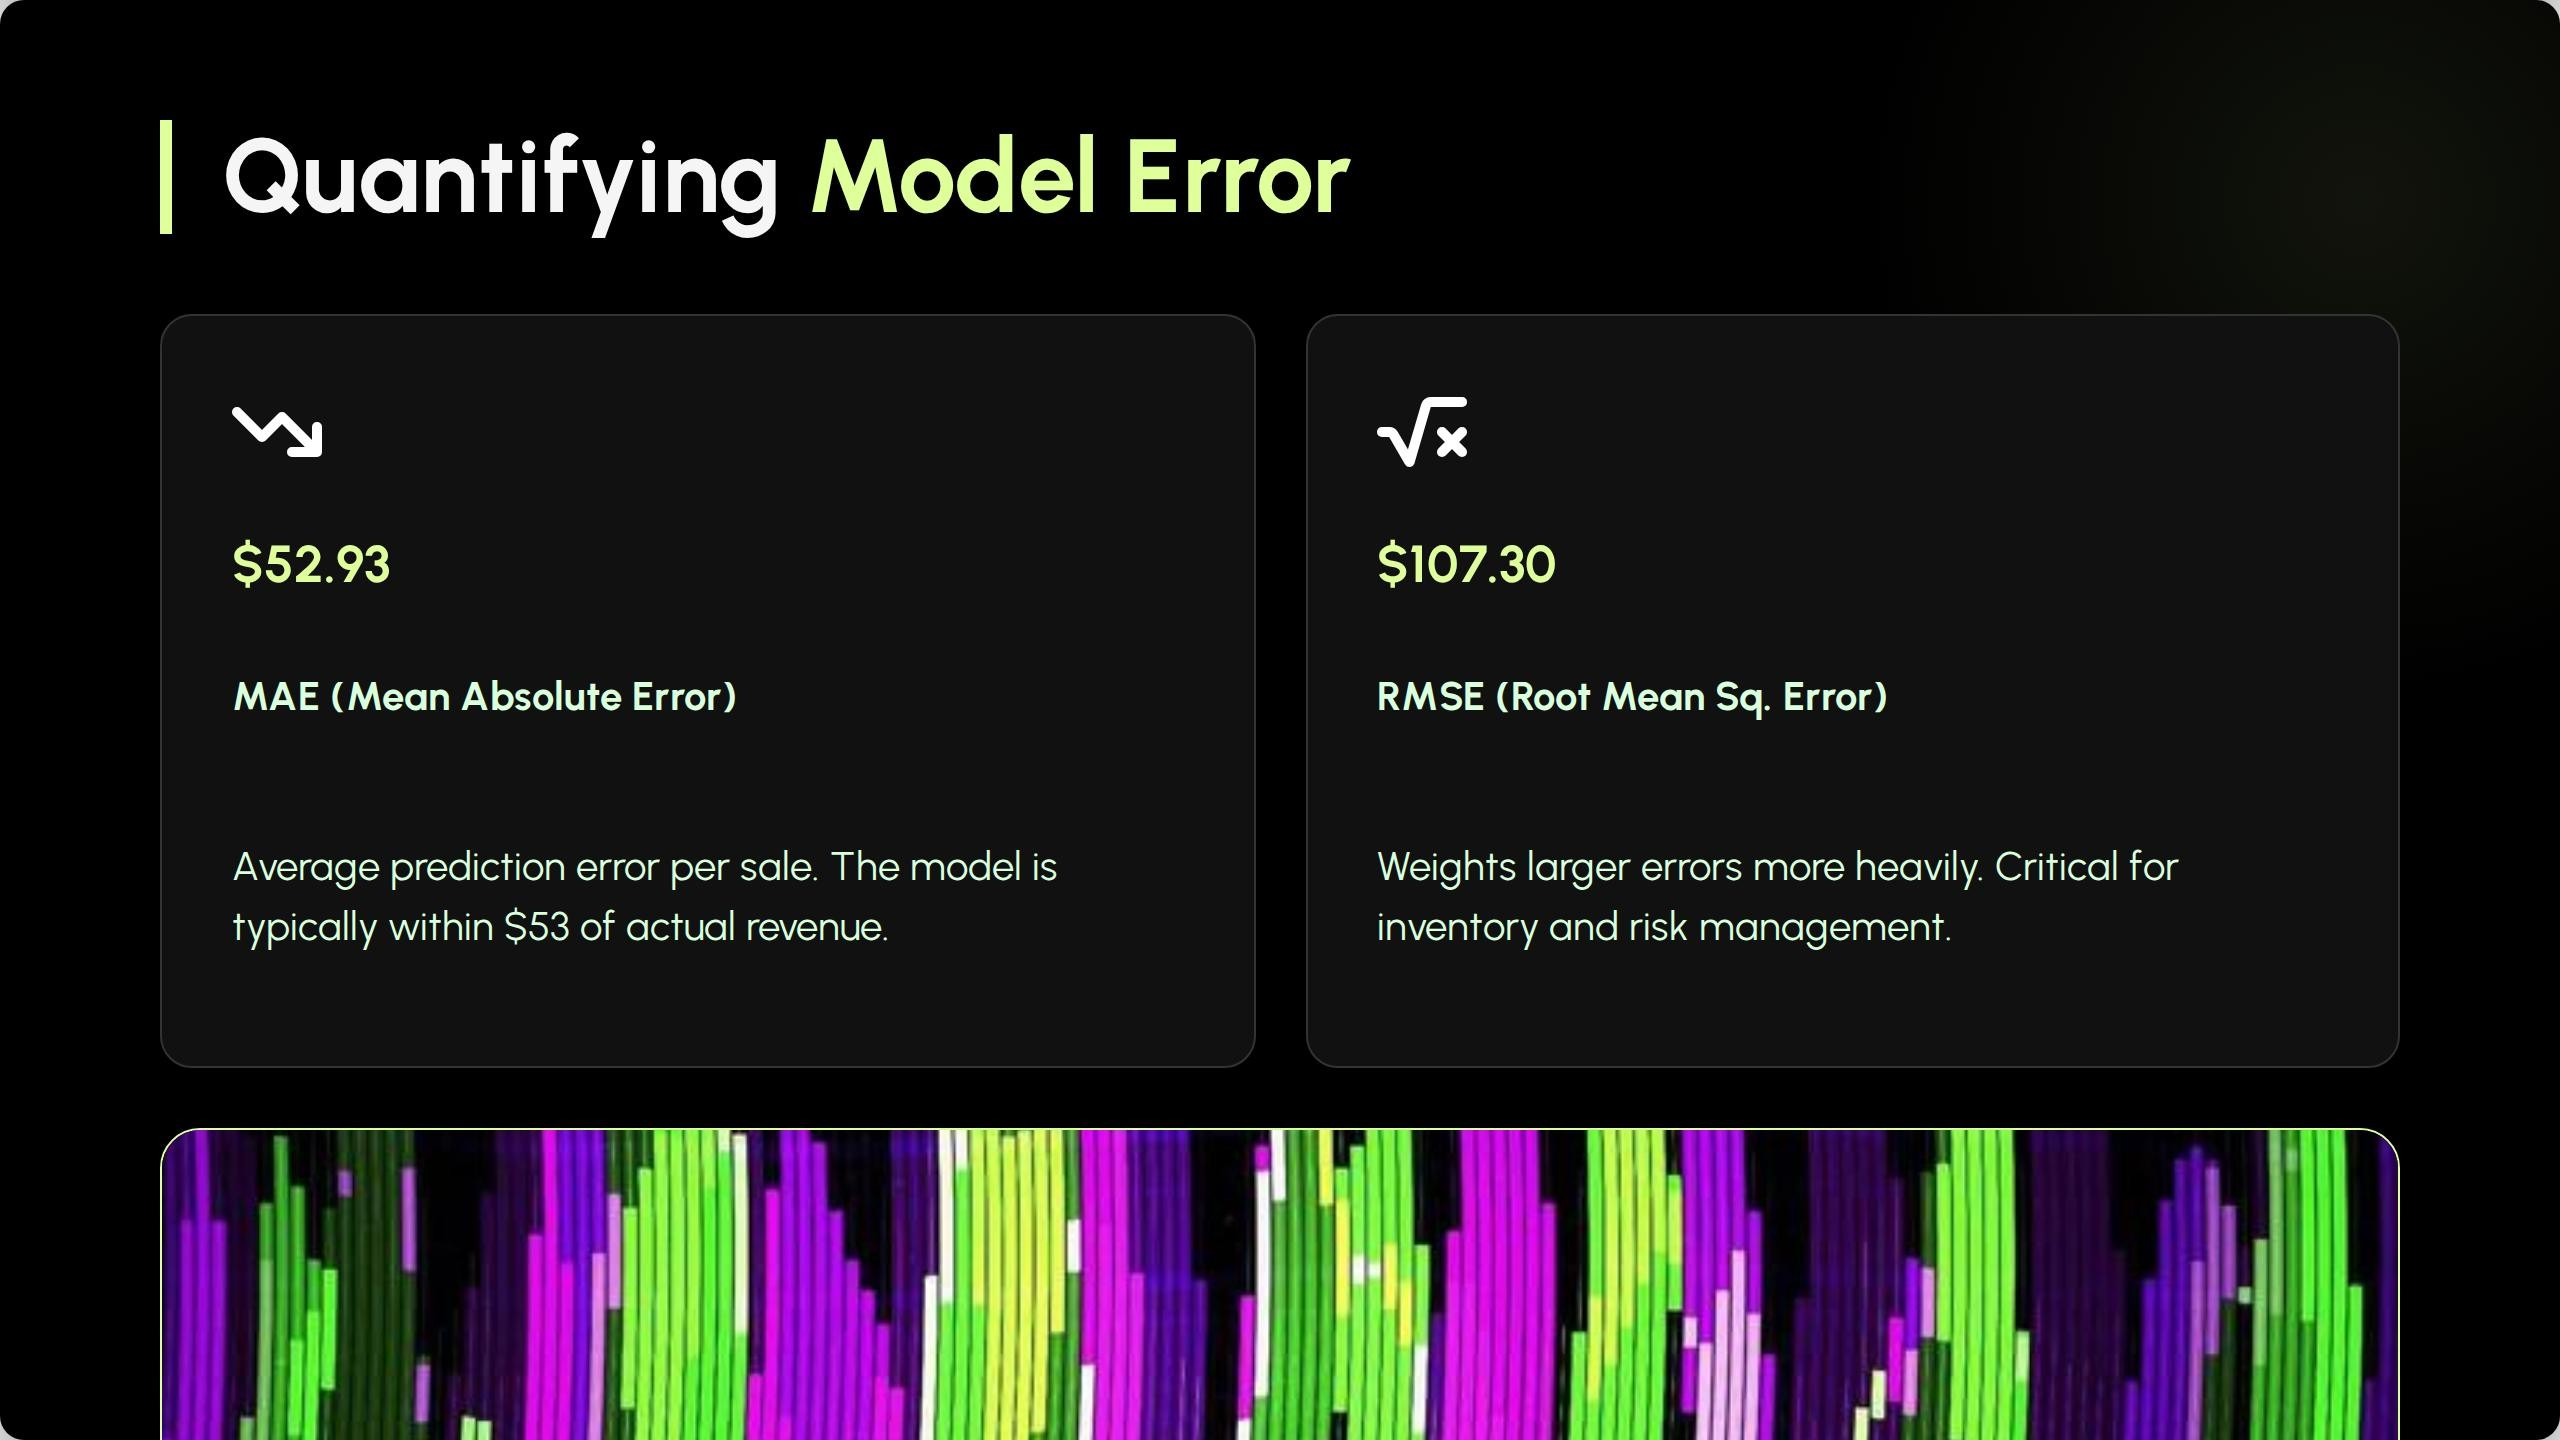 Quantifying Model Error
$52.93
MAE (Mean Absolute Error)
Average prediction error per sale. The model is
typically within $53 of actual revenue.
$107.30
RMSE (Root Mean Sq. Error)
Weights larger errors more heavily. Critical for
inventory and risk management.